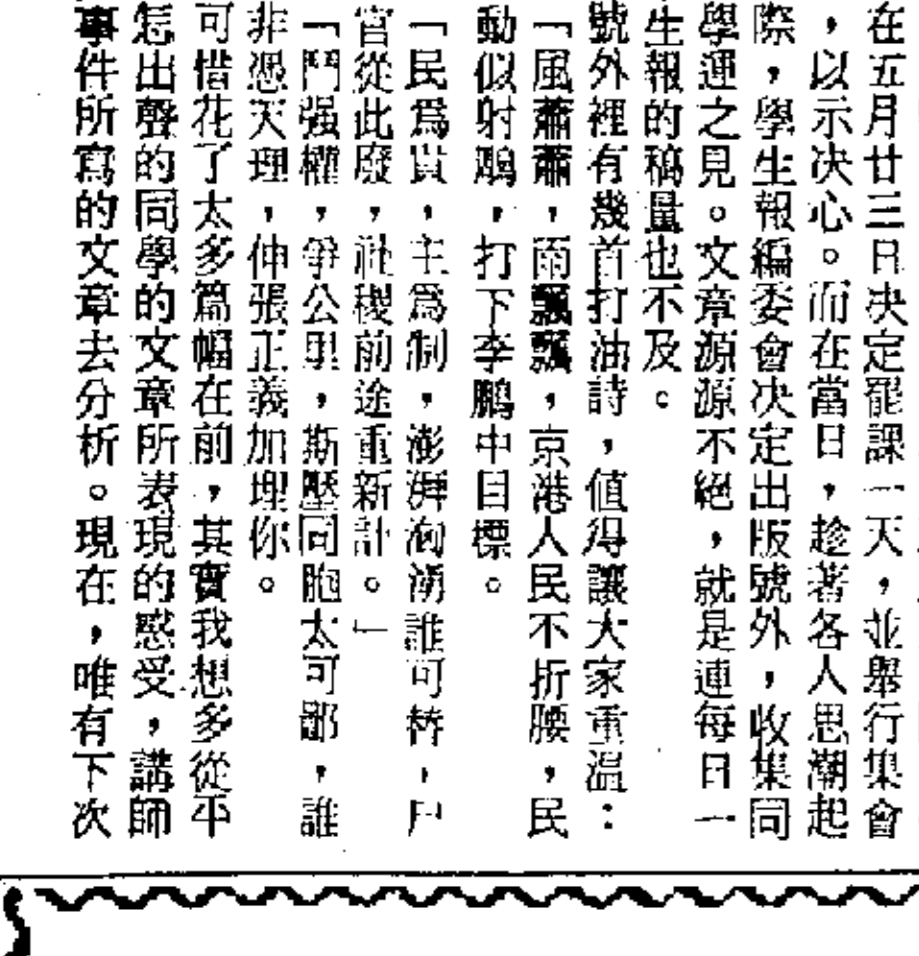 在五月廿三日決定罷課一天，並舉行集會
，以示決心。而在當日，趁著各人思潮起
際，學生報編委會決定出版號外，收集同
學運之見。文章源源不絕，就是連每日一
生報的稿量也不及。
號外裡有幾首打油詩，值得讓大家重温：
「風蕭蕭，雨飄飄，京港人民不折腰，民
動似射鵰，打下李鵬中目標。
「民爲貴，主爲制，澎湃洶湧誰可替，尸
官從此廢，社稷前途重新計。」
「鬥强權，爭公理，斯壓同胞太可鄙，誰
非憑天理，伸張正義加埋你。
可惜花了太多篇幅在前，其實我想多從平
怎出聲的同學的文章所表現的感受，講師
事件所寫的文章去分析。現在，唯有下次